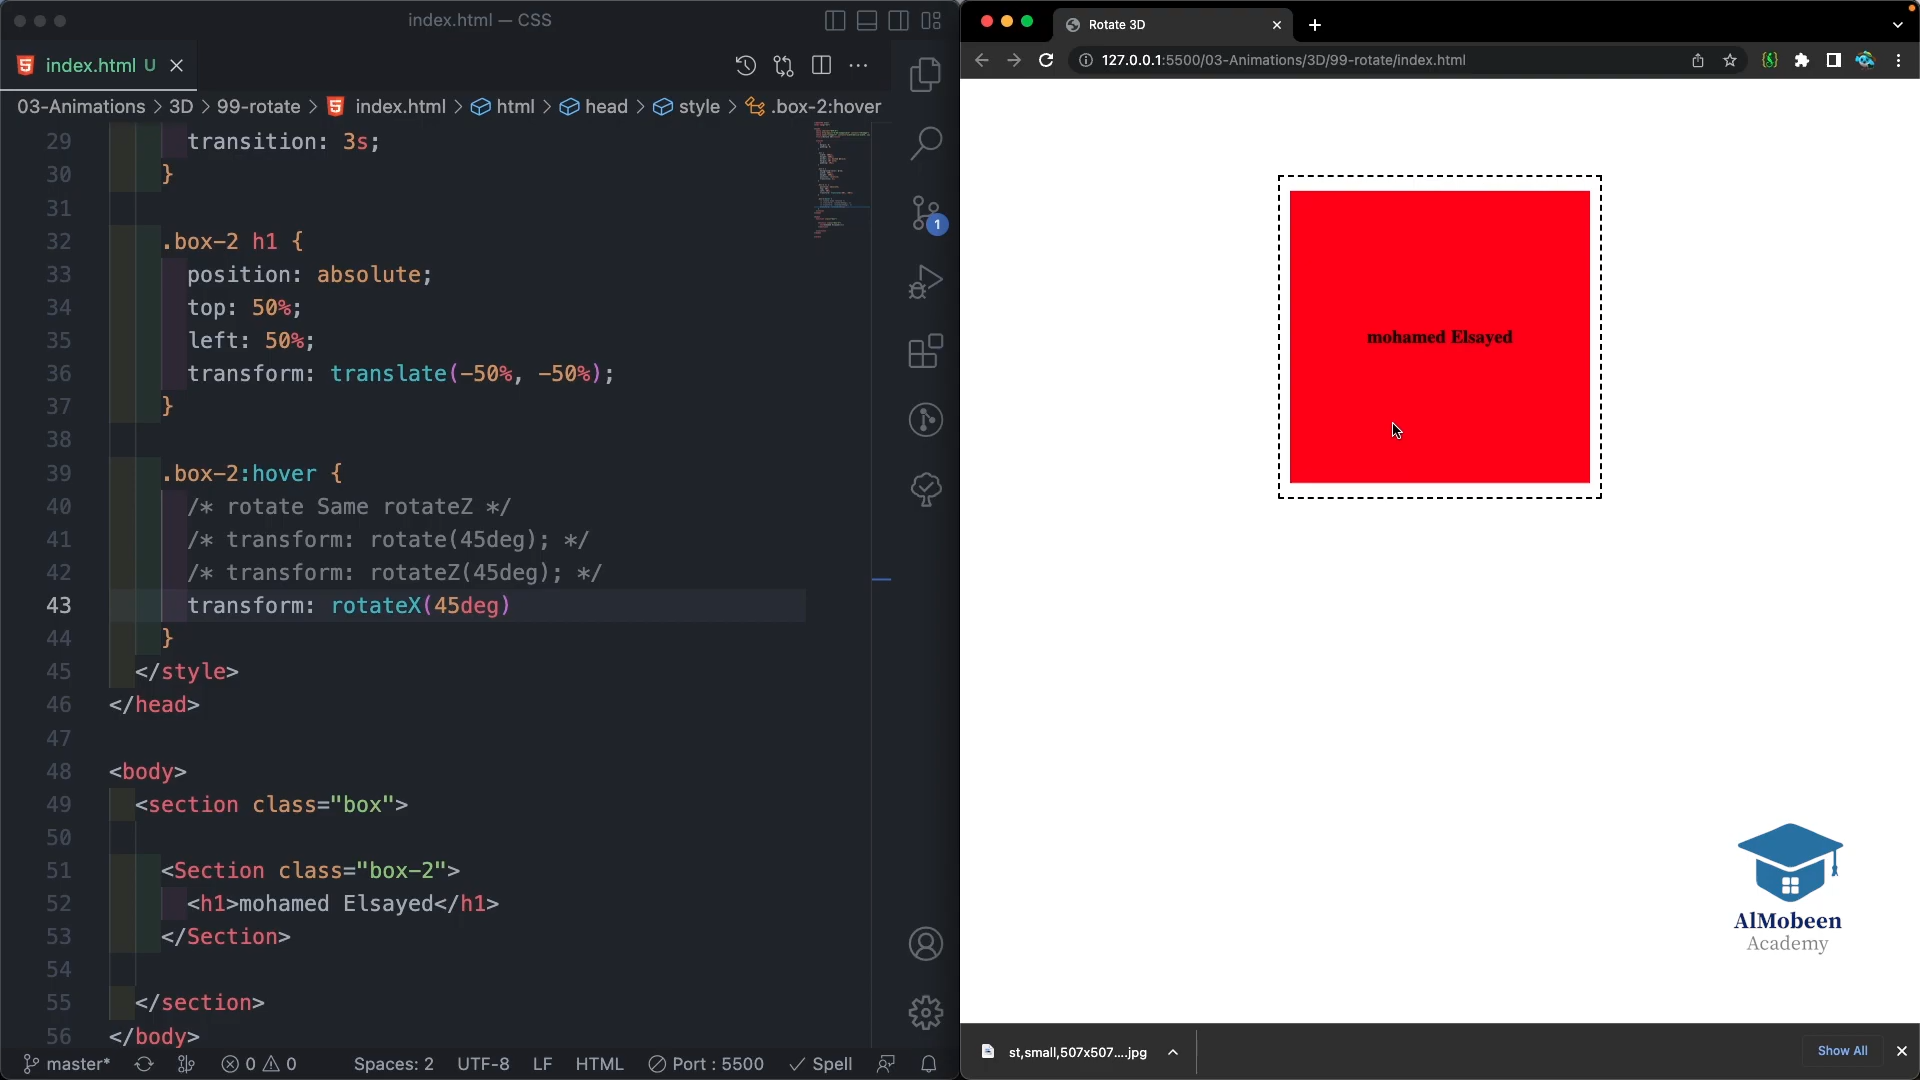 index.html — CSS
index.html U
03-Animations > 3D > 99-rotate > index.html > html > head > style > .box-2:hover
29 transition: 3s;
30 }
31
32 .box-2 h1 {
33 position: absolute;
34 top: 50%;
35 left: 50%;
36 transform: translate(-50%, -50%);
37 }
38
39 .box-2:hover {
40 /* rotate Same rotateZ */
41 /* transform: rotate(45deg); */
42 /* transform: rotateZ(45deg); */
43 transform: rotateX(45deg)
44 }
45 </style>
46 </head>
47
48 <body>
49 <section class="box">
50
51 <Section class="box-2">
52 <h1>mohamed Elsayed</h1>
53 </Section>
54
55 </section>
56 </body>
1
master* 0 0 Spaces: 2 UTF-8 LF HTML Port : 5500 Spell
Rotate 3D
127.0.0.1:5500/03-Animations/3D/99-rotate/index.html
mohamed Elsayed
AlMobeen
Academy
st,small,507x507....jpg
Show All